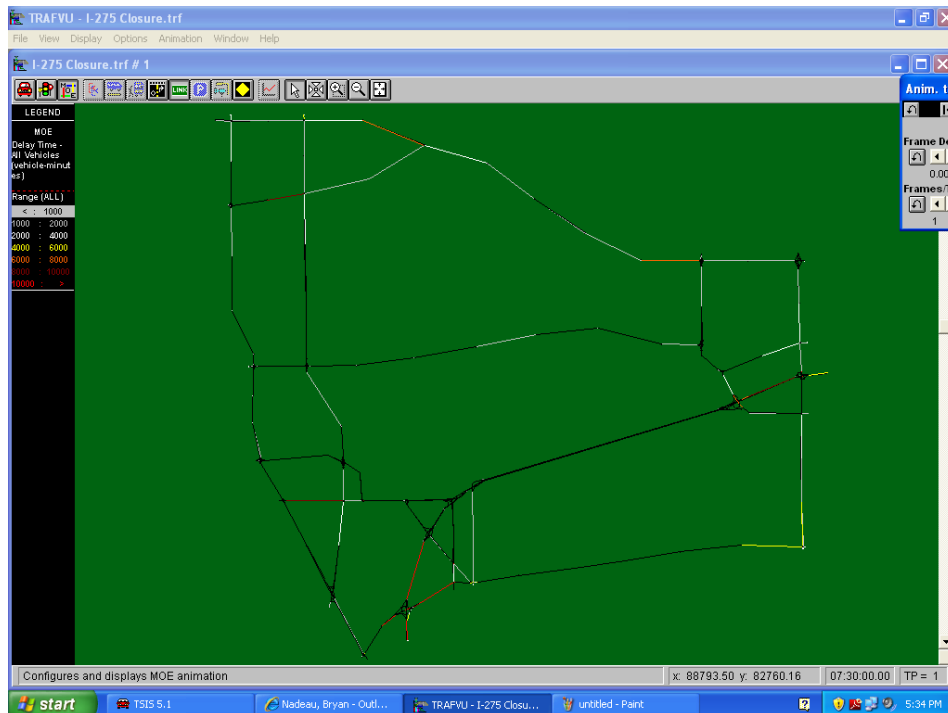 TRAFVU - I-275 Closure.trf
File View Display Options Animation Window Help
I-275 Closure.trf # 1
Anim. t
LEGEND
MOE
Delay Time -
All Vehicles
(vehicle-minut
es)
Range (ALL)
< : 1000
1000 : 2000
2000 : 4000
4000 : 6000
6000 : 8000
8000 : 10000
10000 : >
LINK
P
Frame De
0.00
Frames/T
1
Configures and displays MOE animation
x: 88793.50 y: 82760.16
07:30:00.00
TP = 1
start
TSIS 5.1
Nadeau, Bryan - Outl...
TRAFVU - I-275 Closu...
untitled - Paint
5:34 PM